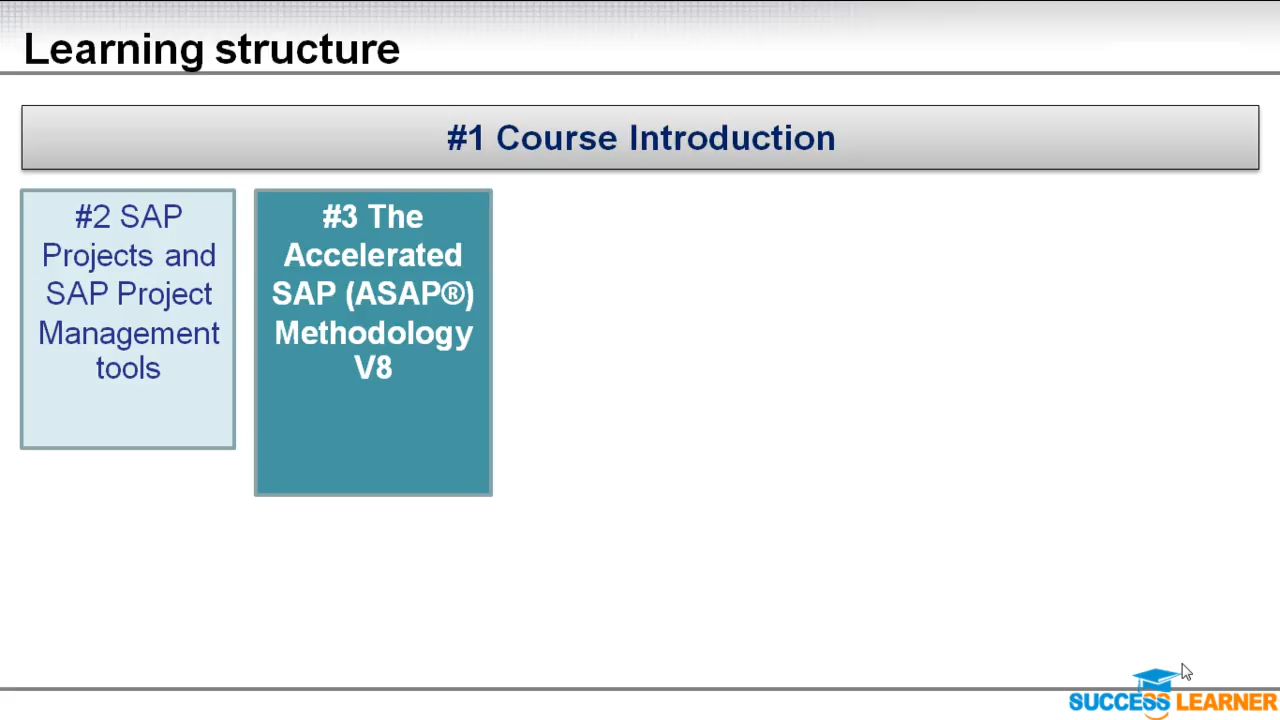 Learning structure
#1 Course Introduction
#2 SAP
Projects and
SAP Project
Management
tools
#3 The
Accelerated
SAP (ASAP®)
Methodology
V8
SUCCESS LEARNER